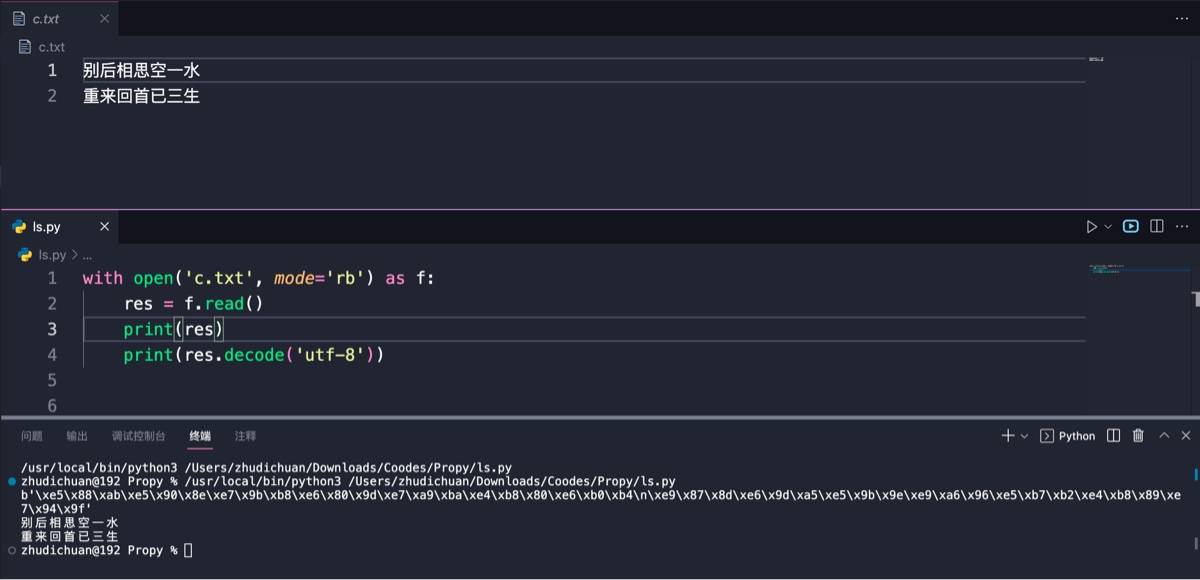 c.txt
c.txt
1 别后相思空一水
2 重来回首已三生
ls.py
ls.py > ...
1 with open('c.txt', mode='rb') as f:
2 res = f.read()
3 print(res)
4 print(res.decode('utf-8'))
5
6
问题 输出 调试控制台 终端 注释 Python
/usr/local/bin/python3 /Users/zhudichuan/Downloads/Coodes/Propy/ls.py
zhudichuan@192 Propy % /usr/local/bin/python3 /Users/zhudichuan/Downloads/Coodes/Propy/ls.py
b'\xe5\x88\xab\xe5\x90\x8e\xe7\x9b\xb8\xe6\x80\x9d\xe7\xa9\xba\xe4\xb8\x80\xe6\xb0\xb4\n\xe9\x87\x8d\xe6\x9d\xa5\xe5\x9b\x9e\xe9\xa6\x96\xe5\xb7\xb2\xe4\xb8\x89\xe
7\x94\x9f'
别后相思空一水
重来回首已三生
zhudichuan@192 Propy %